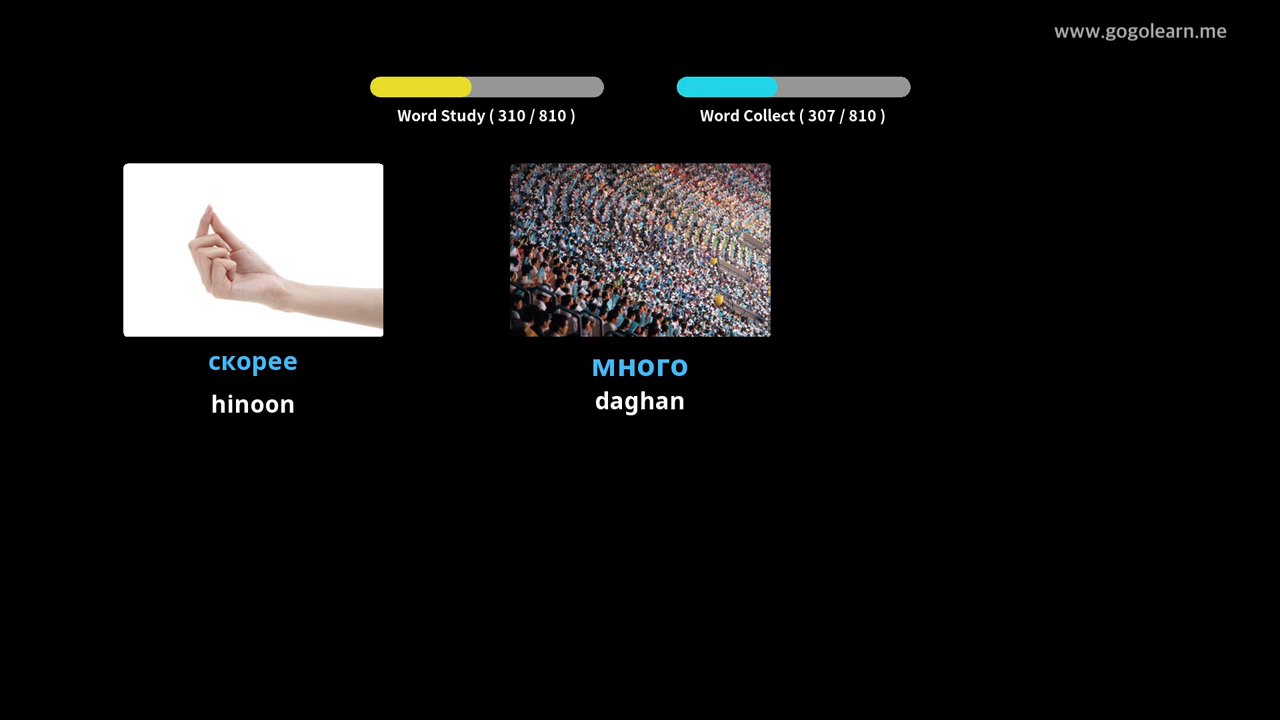 www.gogolearn.me
Word Study ( 310 / 810 )
Word Collect ( 307 / 810 )
скорее
hinoon
много
daghan